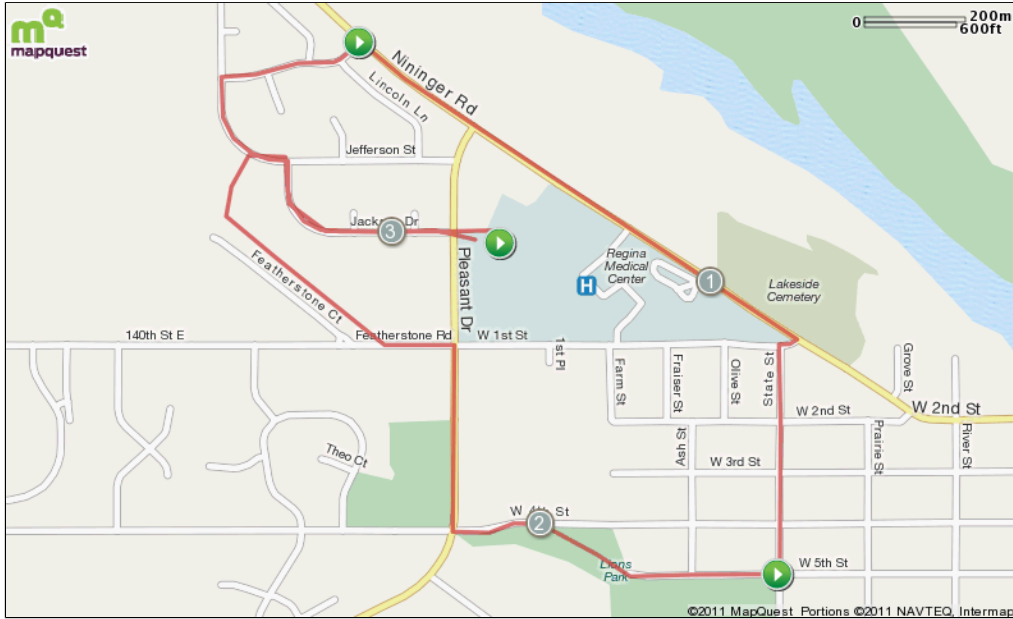 mapquest
0
200m
600ft
Nininger Rd
Lincoln Ln
Jefferson St
Dr
3
Pleasant Dr
Regina
Medical
Center
H
1
Lakeside
Cemetery
Featherstone Ct
140th St E
Featherstone Rd
W 1st St
1st Pl
Farm St
Fraiser St
Olive St
State St
Grove St
W 2nd St
W 2nd St
Ash St
Prairie St
River St
Theo Ct
W 3rd St
W
St
2
Lions
Park
W 5th St
©2011 MapQuest Portions ©2011 NAVTEQ, Intermap